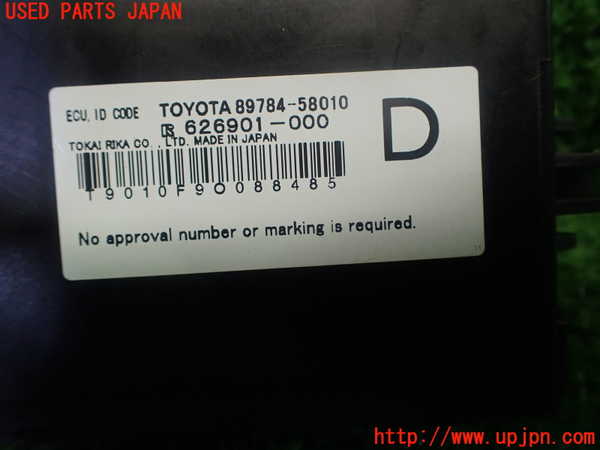 USED PARTS JAPAN
ECU, ID CODE TOYOTA 89784-58010
626901-000
D
TOKAI RIKA CO., LTD. MADE IN JAPAN
T9010F90088485
No approval number or marking is required.
http://www.upjpn.com